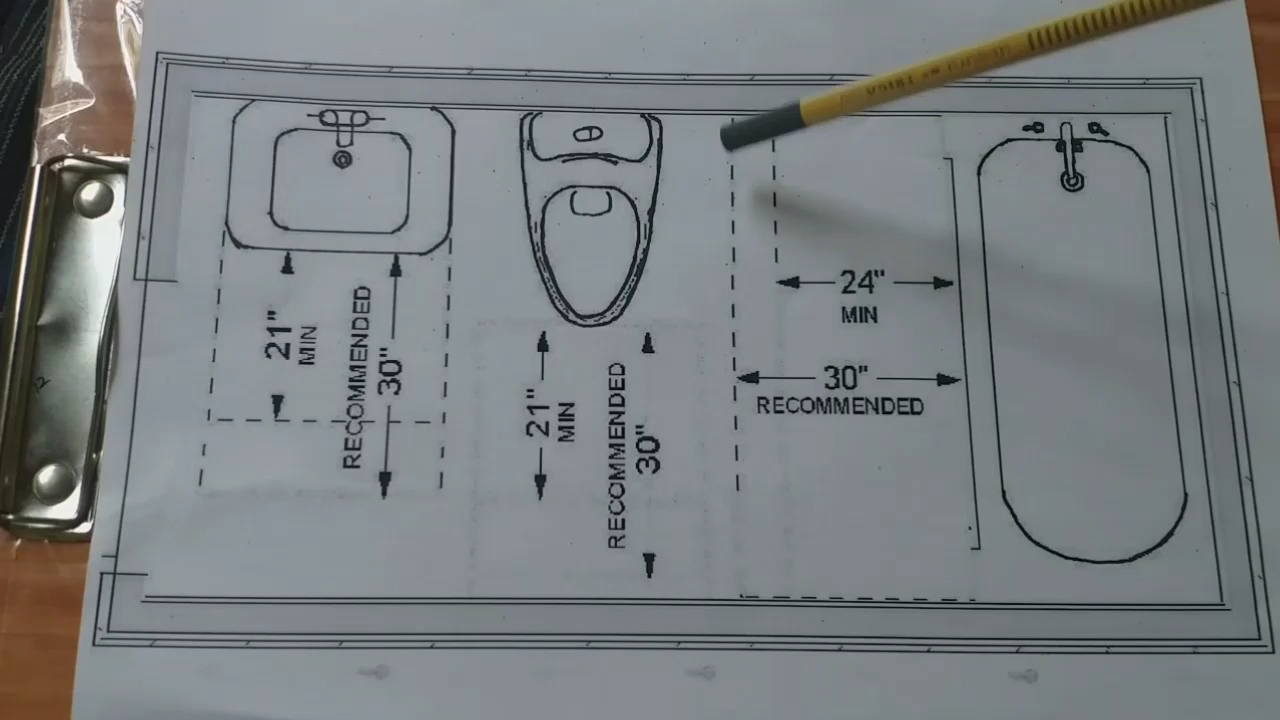 21"
MIN
RECOMMENDED
30"
21"
MIN
RECOMMENDED
30"
24"
MIN
30"
RECOMMENDED